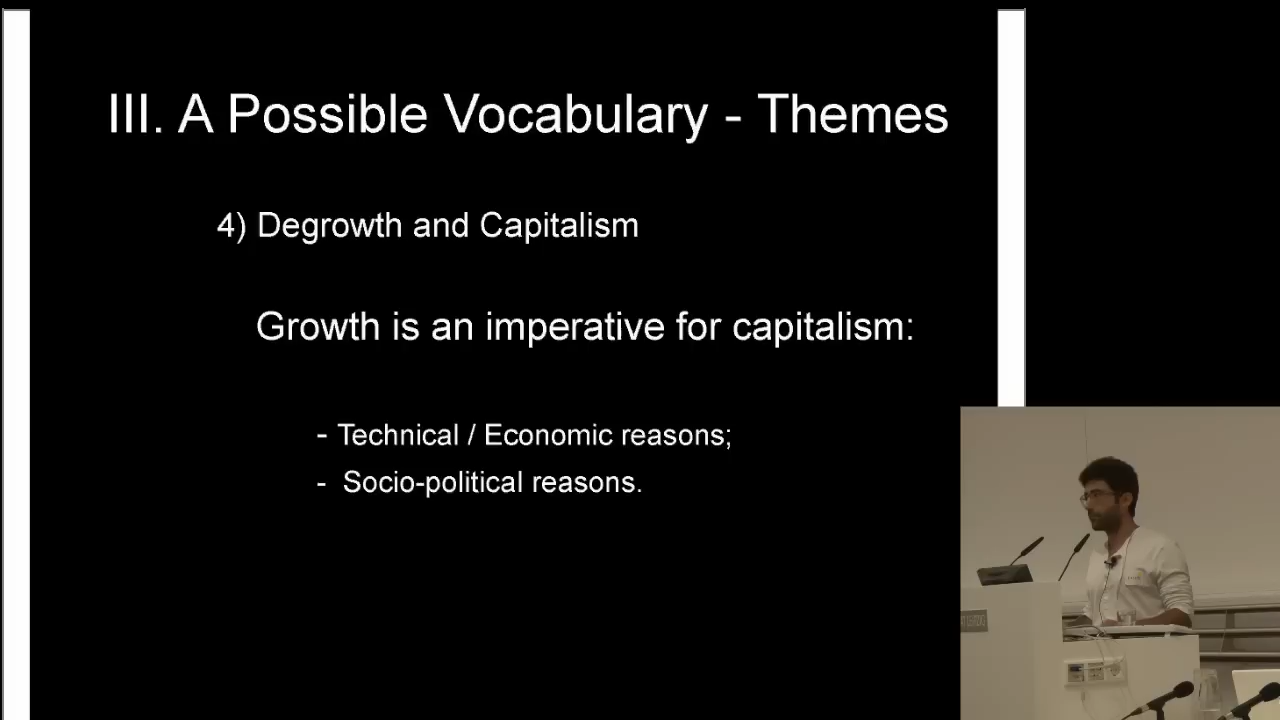 III. A Possible Vocabulary - Themes
4) Degrowth and Capitalism
Growth is an imperative for capitalism:
- Technical / Economic reasons;
- Socio-political reasons.